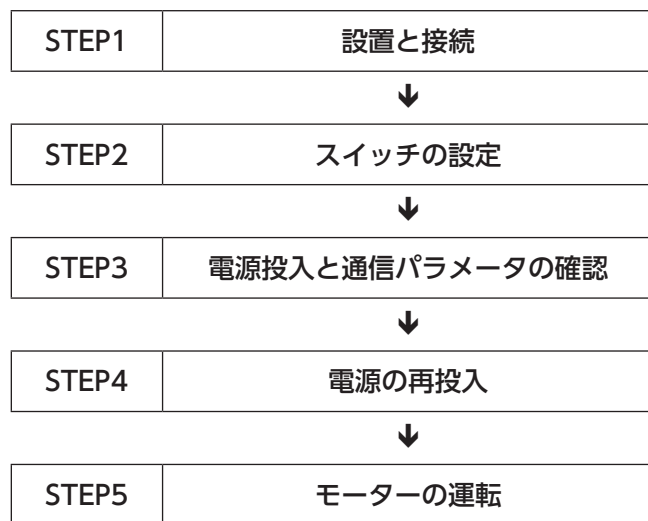 STEP1 設置と接続
↓
STEP2 スイッチの設定
↓
STEP3 電源投入と通信パラメータの確認
↓
STEP4 電源の再投入
↓
STEP5 モーターの運転